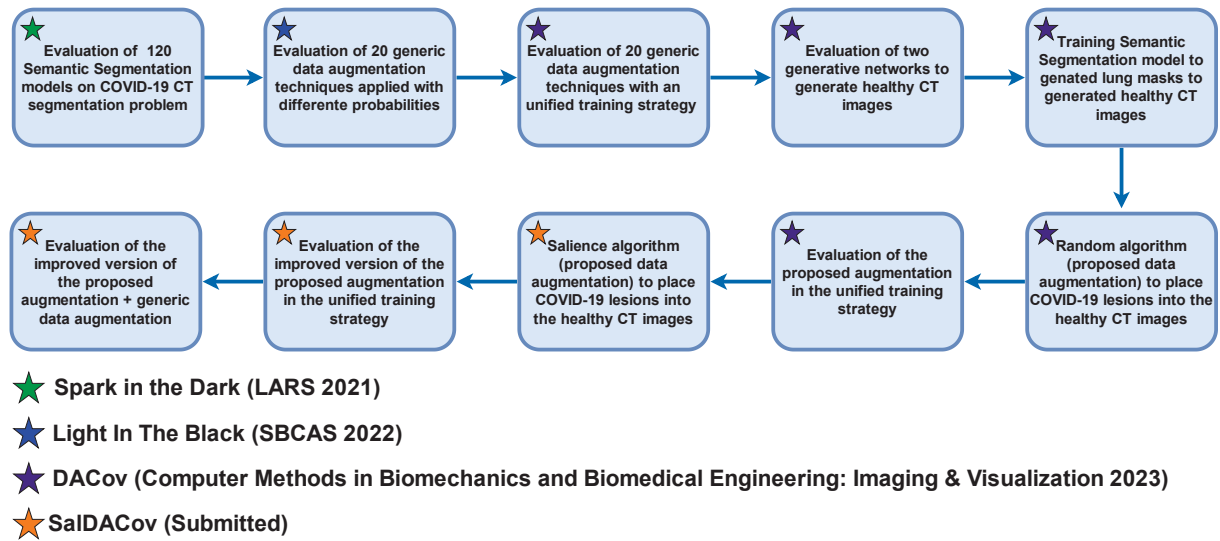 Evaluation of 120
Semantic Segmentation
models on COVID-19 CT
segmentation problem
Evaluation of 20 generic
data augmentation
techniques applied with
differente probabilities
Evaluation of 20 generic
data augmentation
techniques with an
unified training strategy
Evaluation of two
generative networks to
generate healthy CT
images
Training Semantic
Segmentation model to
genated lung masks to
generated healthy CT
images
Evaluation of the
improved version of
the proposed
augmentation + generic
data augmentation
Evaluation of the
improved version of the
proposed augmentation
in the unified training
strategy
Salience algorithm
(proposed data
augmentation) to place
COVID-19 lesions into
the healthy CT images
Evaluation of the
proposed augmentation
in the unified training
strategy
Random algorithm
(proposed data
augmentation) to place
COVID-19 lesions into the
healthy CT images
Spark in the Dark (LARS 2021)
Light In The Black (SBCAS 2022)
DACov (Computer Methods in Biomechanics and Biomedical Engineering: Imaging & Visualization 2023)
SalDACov (Submitted)